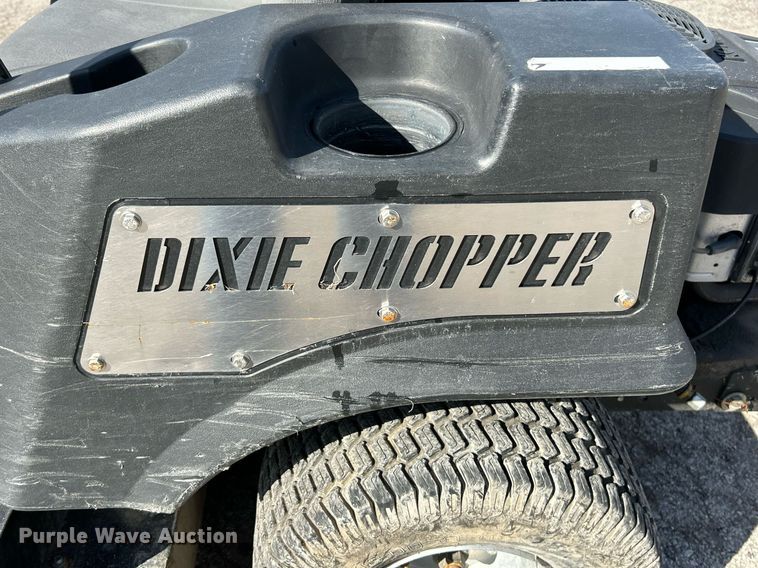 DIXIE CHOPPER
Purple Wave Auction